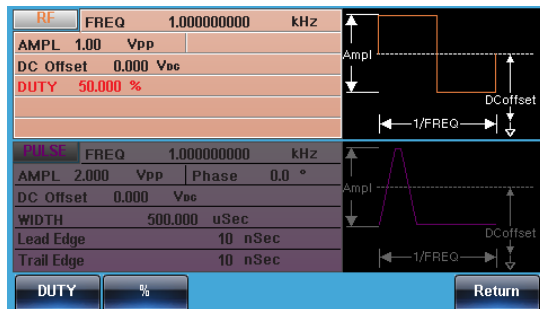 RF FREQ 1.000000000 kHz
AMPL 1.00 Vpp
DC Offset 0.000 VDC
DUTY 50.000 %
Ampl
DCoffset
1/FREQ
PULSE FREQ 1.000000000 kHz
AMPL 2.000 Vpp Phase 0.0 °
DC Offset 0.000 VDC
WIDTH 500.000 uSec
Lead Edge 10 nSec
Trail Edge 10 nSec
Ampl
DCoffset
1/FREQ
DUTY % Return